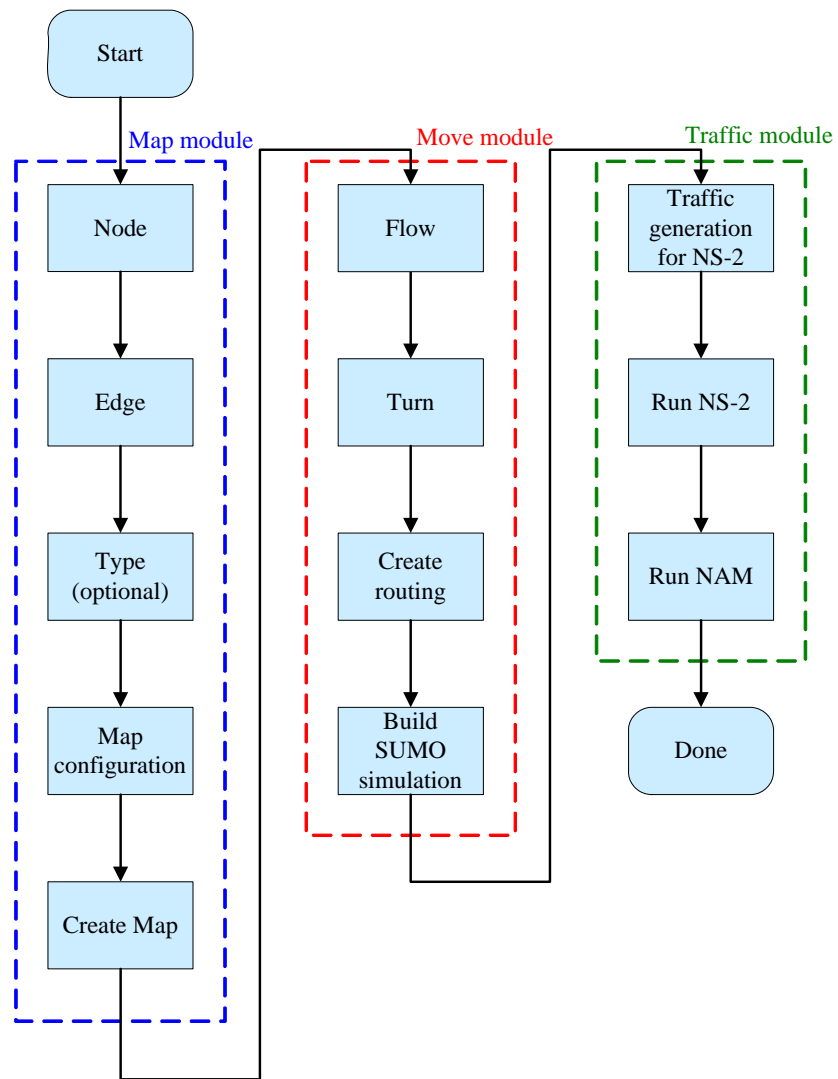 Start
Map module
Node
Edge
Type
(optional)
Map
configuration
Create Map
Move module
Flow
Turn
Create
routing
Build
SUMO
simulation
Traffic module
Traffic
generation
for NS-2
Run NS-2
Run NAM
Done